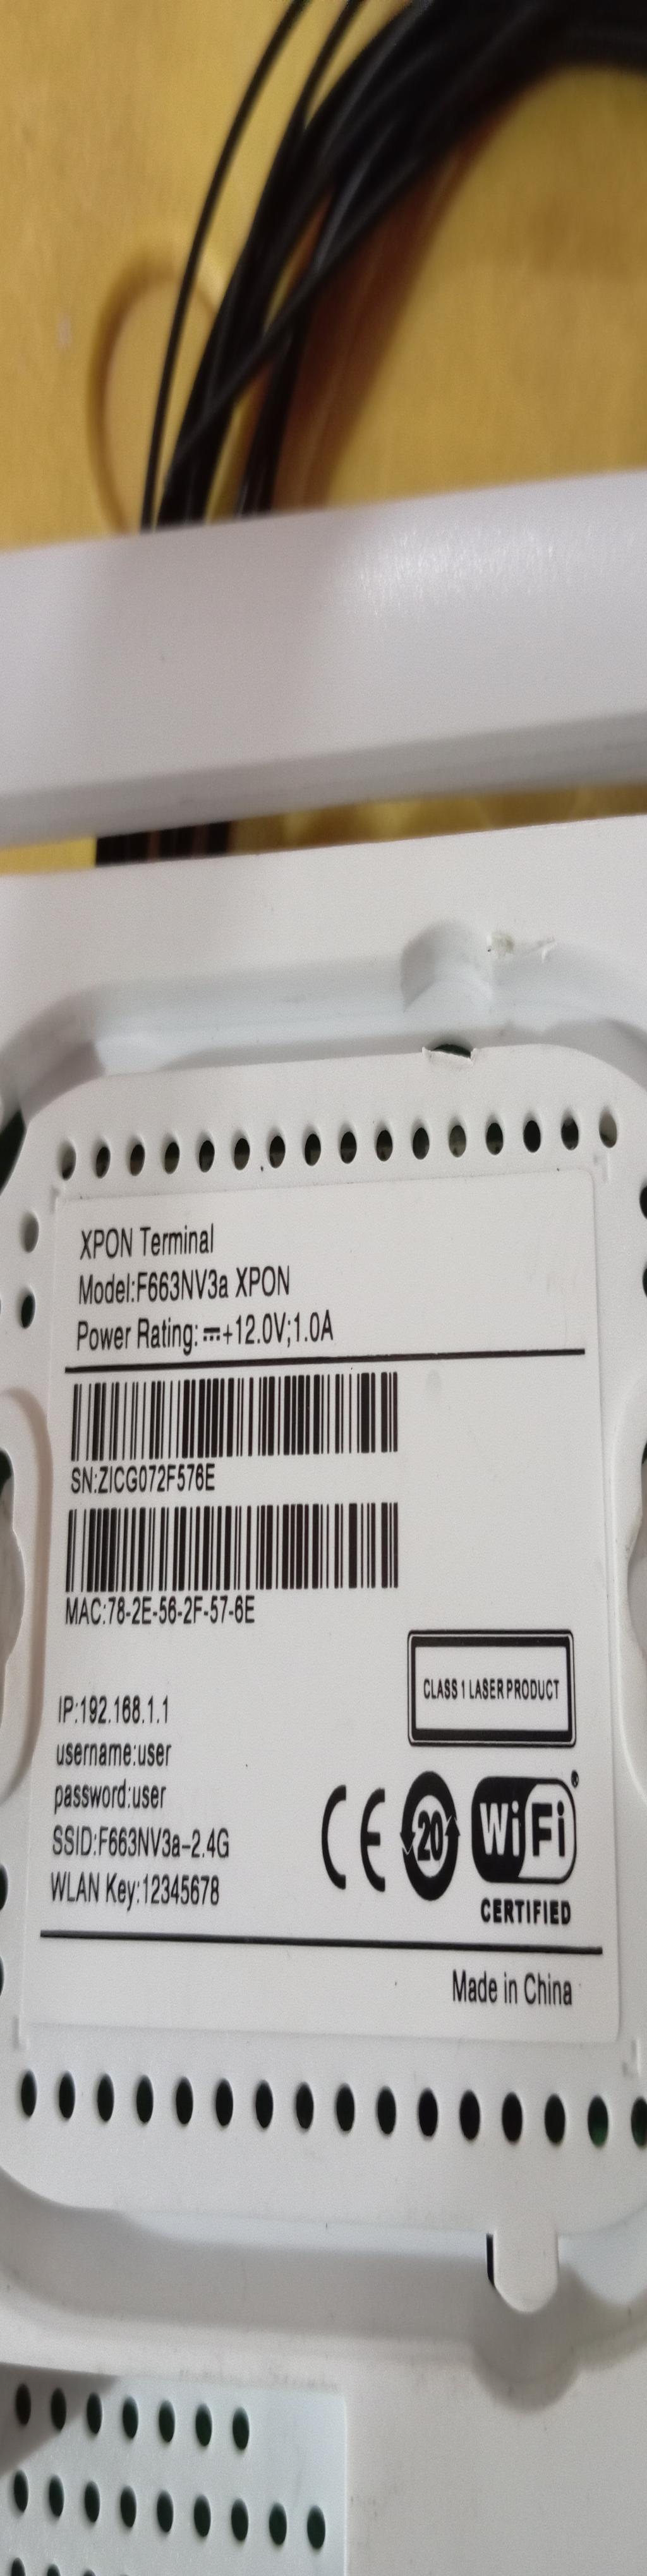 XPON Terminal
Model:F663NV3a XPON
Power Rating: ⎓+12.0V;1.0A
SN:ZICG072F576E
MAC:78-2E-56-2F-57-6E
CLASS 1 LASER PRODUCT
IP:192.168.1.1
username:user
password:user
SSID:F663NV3a-2.4G
WLAN Key:12345678
CE
20
WiFi®
CERTIFIED
Made in China